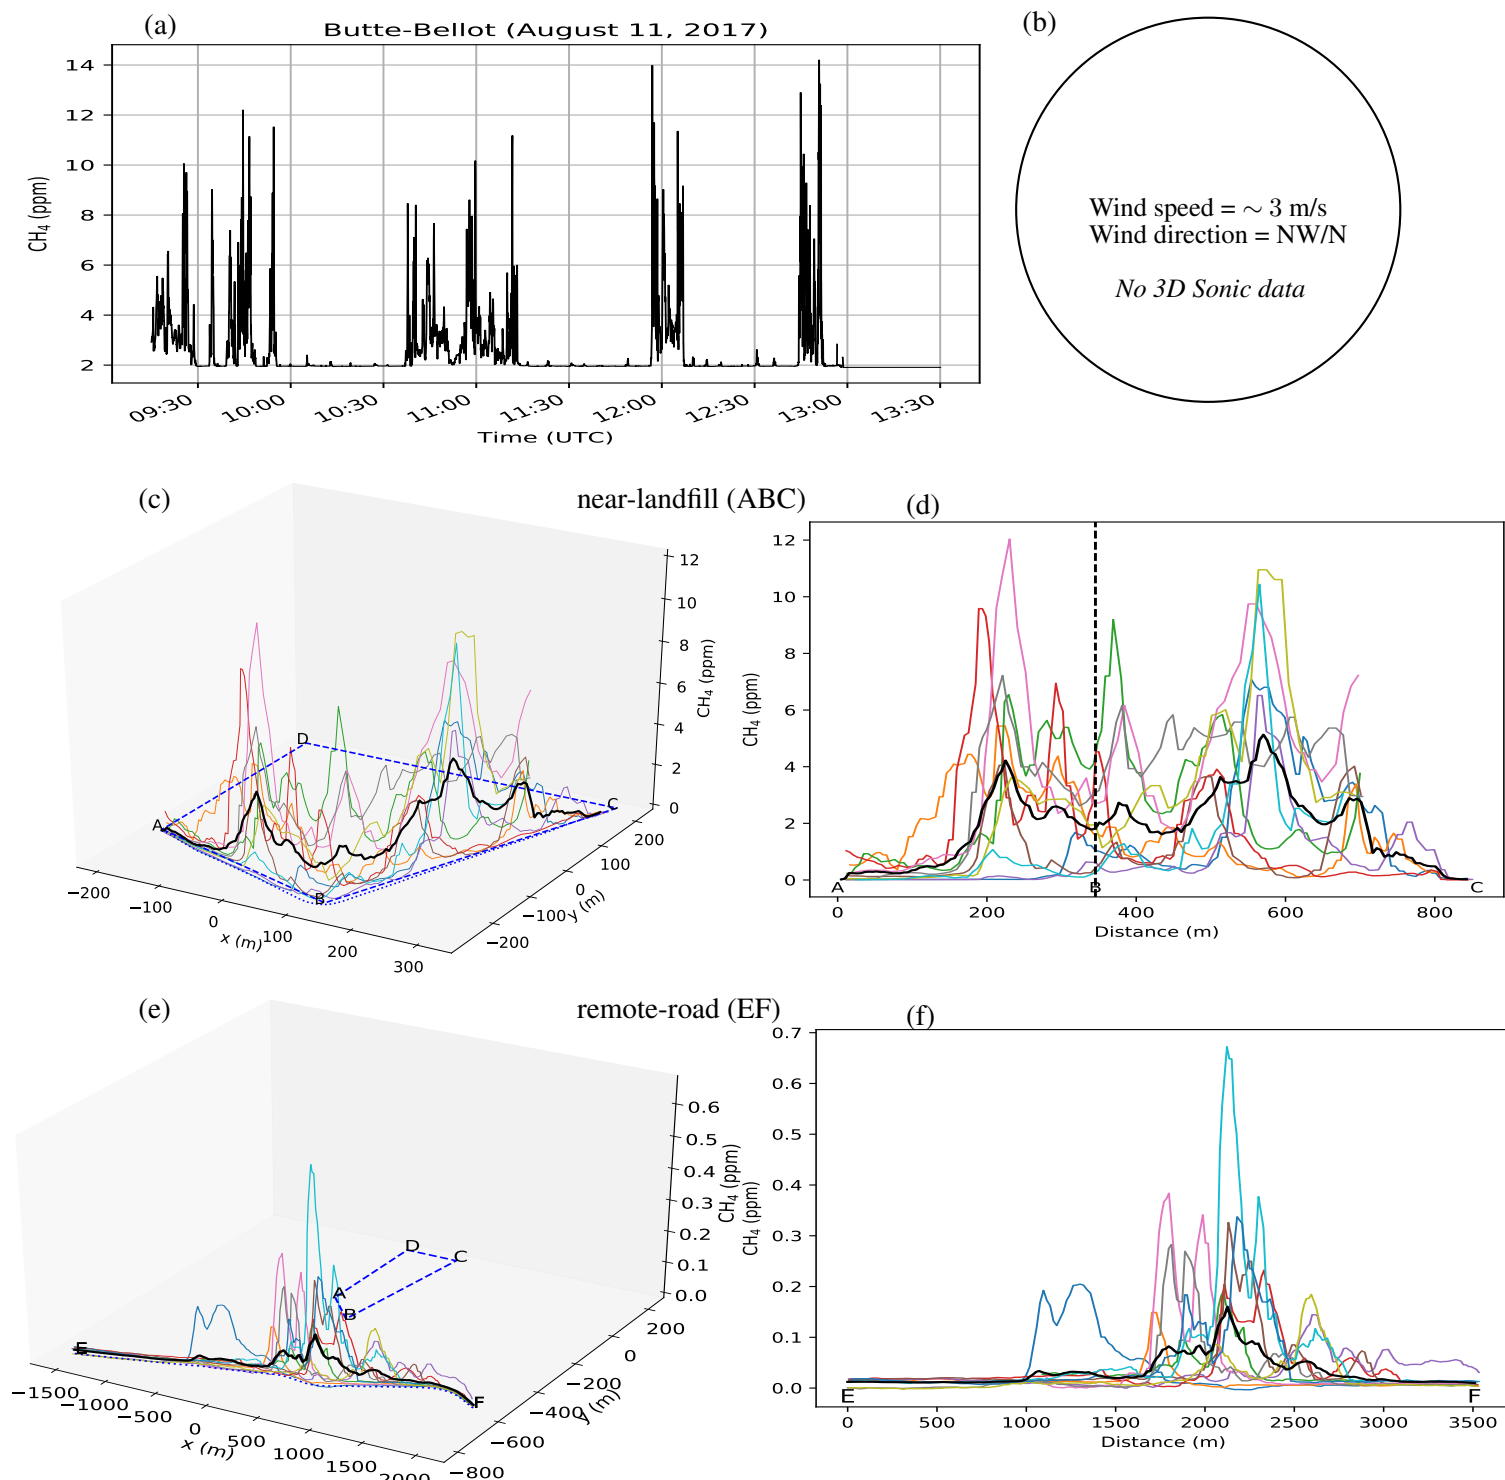 (a)
Butte-Bellot (August 11, 2017)
14
12
10
8
6
4
2
CH₄ (ppm)
09:30
10:00
10:30
11:00
11:30
12:00
12:30
13:00
13:30
Time (UTC)
(b)
Wind speed = ~ 3 m/s
Wind direction = NW/N
No 3D Sonic data
near-landfill (ABC)
(c)
12
10
8
6
4
2
0
CH₄ (ppm)
D
A
C
B
−200
−100
0
100
200
300
x (m)
200
100
0
−100
−200
y (m)
(d)
12
10
8
6
4
2
0
CH₄ (ppm)
A
B
C
0
200
400
600
800
Distance (m)
remote-road (EF)
(e)
0.6
0.5
0.4
0.3
0.2
0.1
0.0
CH₄ (ppm)
D
C
A
B
E
F
−1500
−1000
−500
0
500
1000
1500
2000
x (m)
200
0
−200
−400
−600
−800
y (m)
(f)
0.7
0.6
0.5
0.4
0.3
0.2
0.1
0.0
CH₄ (ppm)
E
F
0
500
1000
1500
2000
2500
3000
3500
Distance (m)